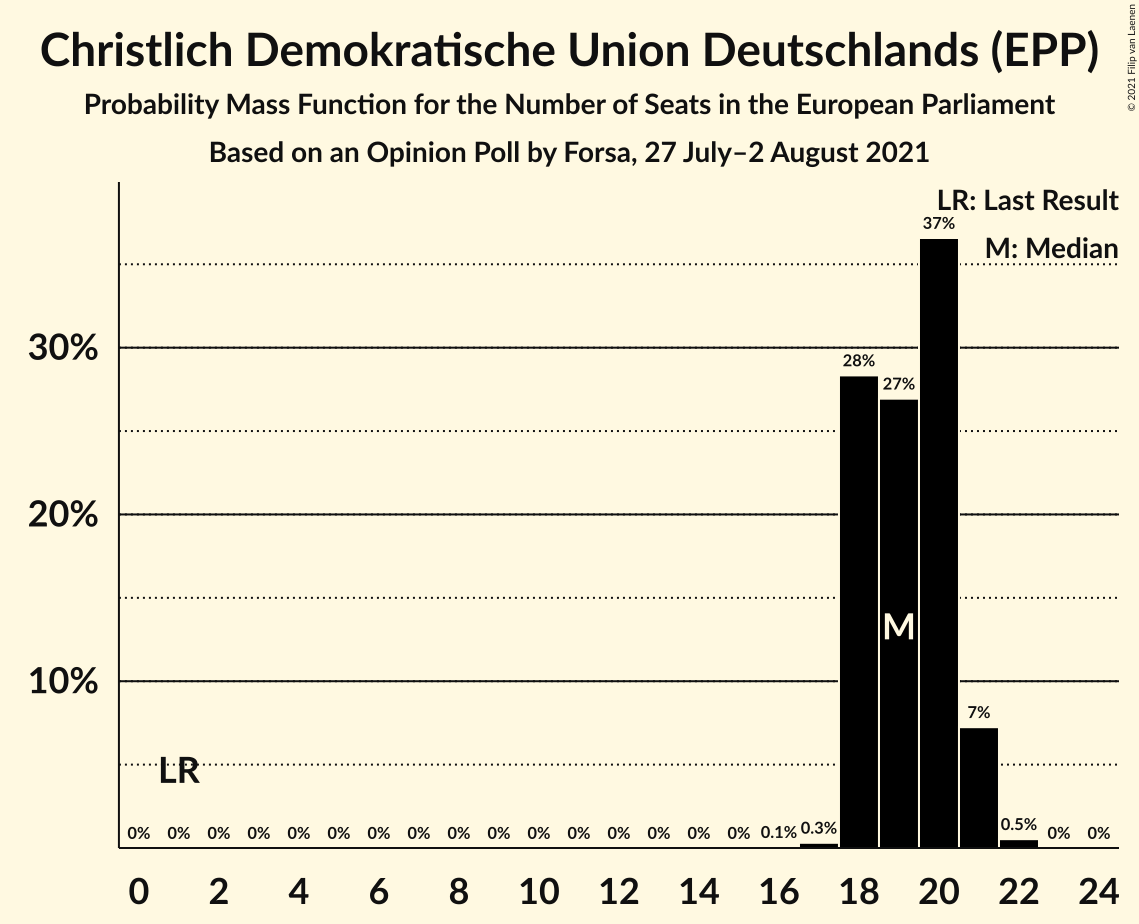 Christlich Demokratische Union Deutschlands (EPP)
Probability Mass Function for the Number of Seats in the European Parliament
Based on an Opinion Poll by Forsa, 27 July–2 August 2021
© 2021 Filip van Laenen
LR: Last Result
M: Median
37%
30%
28%
27%
20%
M
10%
7%
LR
0% 0% 0% 0% 0% 0% 0% 0% 0% 0% 0% 0% 0% 0% 0% 0% 0.1% 0.3% 0.5% 0% 0%
0 2 4 6 8 10 12 14 16 18 20 22 24